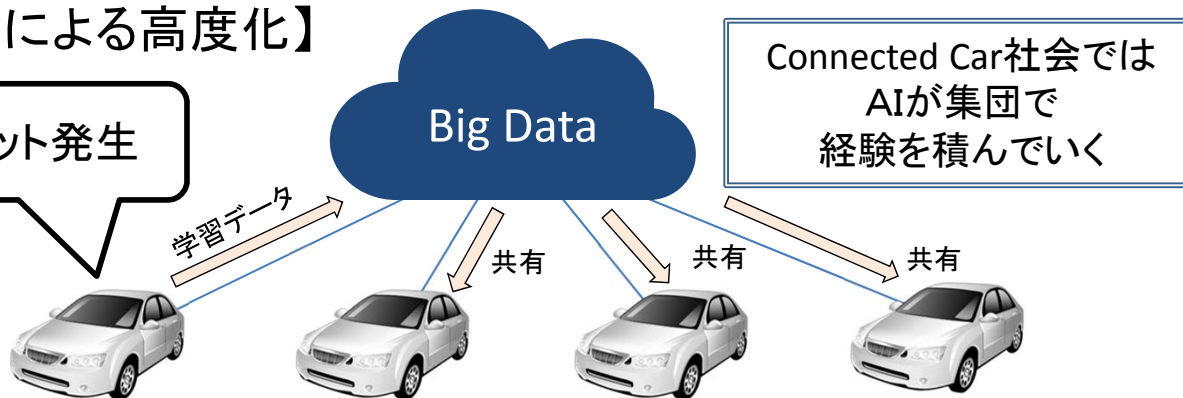 による高度化】
ット発生
Big Data
Connected Car社会では
AIが集団で
経験を積んでいく
学習データ
共有
共有
共有